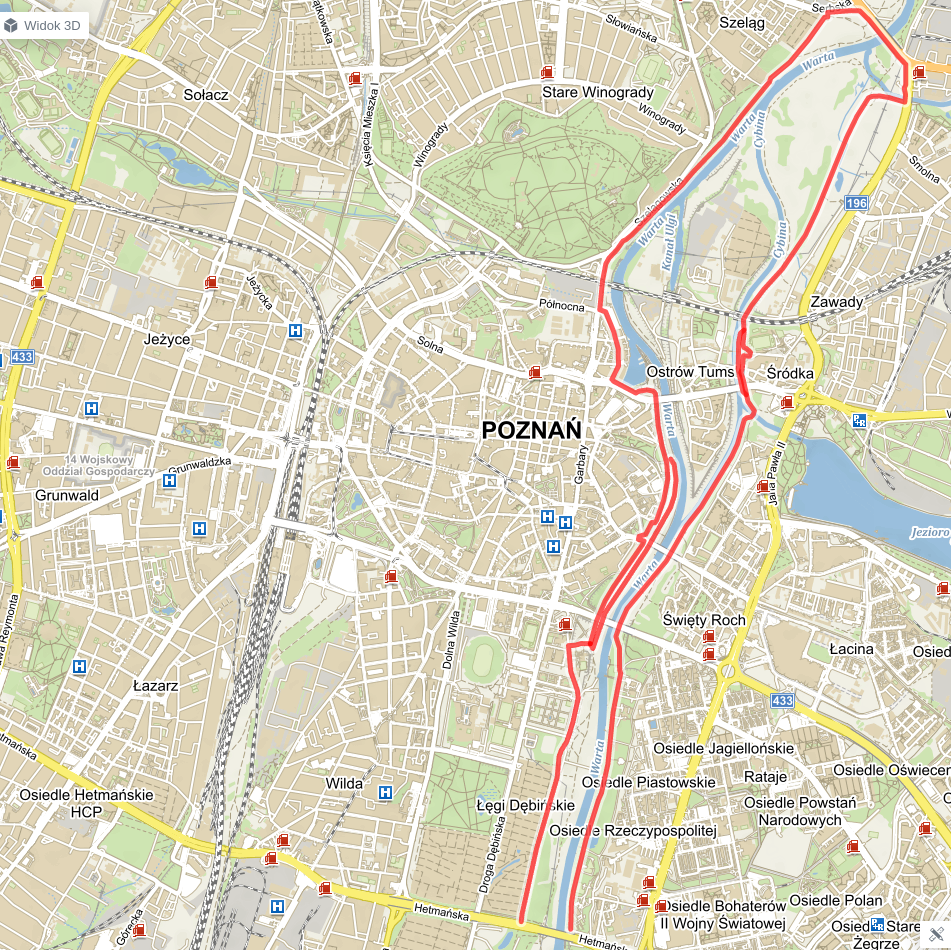 Serbska
Widok 3D
Słowiańska
Szeląg
Warta
Sołacz
Księcia Mieszka I
Stare Winogrady
Winogrady
Winogrady
Warta
Cybina
Smolna
Szelągowska
196
Warta
Kanał Ulgi
Cybina
Jeżycka
Północna
Zawady
Jeżyce
Solna
433
Ostrów Tums
Śródka
Warta
POZNAŃ
Garbary
14 Wojskowy
Oddział Gospodarczy
Grunwaldzka
Jana Pawła II
Grunwald
Jezioro
Warta
Reymonta
Dolna Wilda
Święty Roch
Łacina
Osied
Łazarz
433
Hetmańska
Warta
Osiedle Jagiellońskie
Osiedle Oświecen
Wilda
Osiedle Piastowskie
Rataje
Osiedle Hetmańskie
HCP
Łęgi Dębińskie
Osiedle Powstań
Narodowych
Droga Dębińska
Osiedle Rzeczypospolitej
Osiedle Polan
Osiedle Bohaterów
II Wojny Światowej
Hetmańska
Górecka
Hetmańs
Osiedle Stare
Żegrze